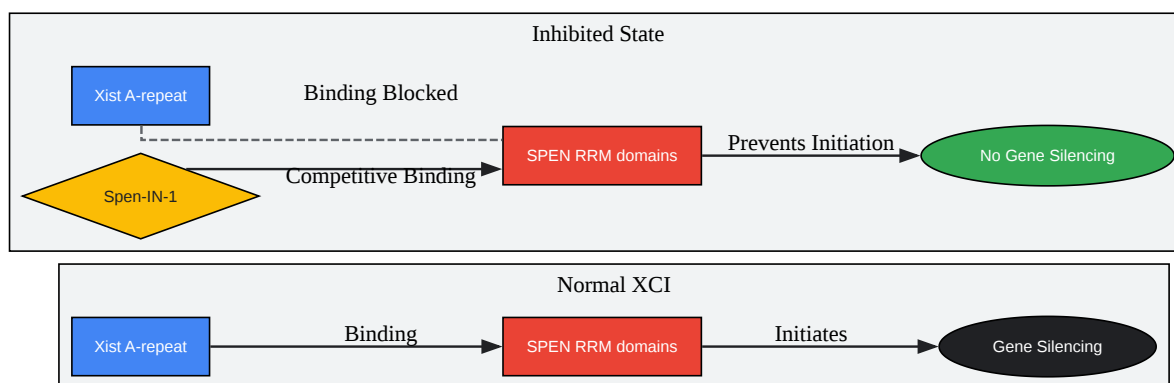 Inhibited State
Xist A-repeat
Binding Blocked
SPEN RRM domains
Prevents Initiation
No Gene Silencing
Competitive Binding
Spen-IN-1
Normal XCI
Xist A-repeat
Binding
SPEN RRM domains
Initiates
Gene Silencing